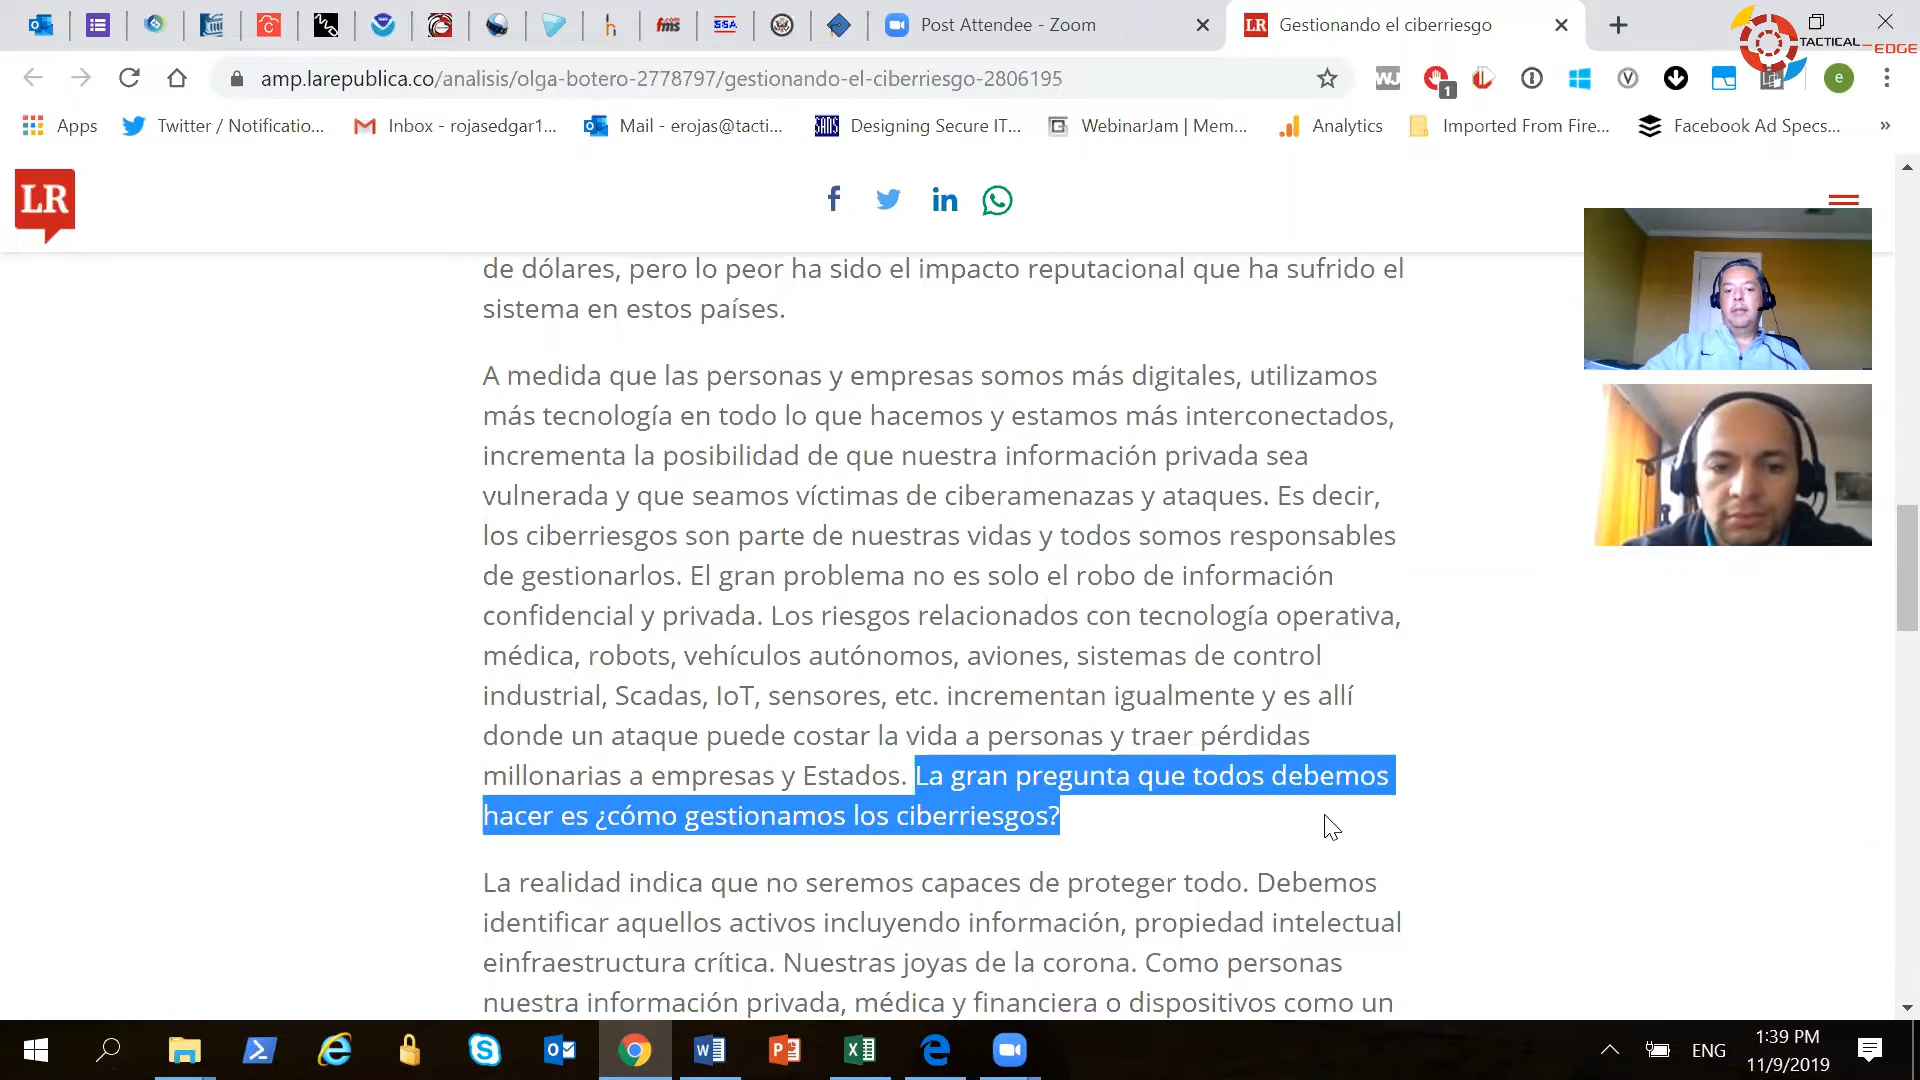 fms
.com
SSA
Post Attendee - Zoom
LR
Gestionando el ciberriesgo
TACTICAL_EDGE
amp.larepublica.co/analisis/olga-botero-2778797/gestionando-el-ciberriesgo-2806195
WJ
1
V
e
Apps
Twitter / Notificatio...
Inbox - rojasedgar1...
Mail - erojas@tacti...
SANS
Designing Secure IT...
WebinarJam | Mem...
Analytics
Imported From Fire...
Facebook Ad Specs...
»
LR
f
in
de dólares, pero lo peor ha sido el impacto reputacional que ha sufrido el
sistema en estos países.
A medida que las personas y empresas somos más digitales, utilizamos
más tecnología en todo lo que hacemos y estamos más interconectados,
incrementa la posibilidad de que nuestra información privada sea
vulnerada y que seamos víctimas de ciberamenazas y ataques. Es decir,
los ciberriesgos son parte de nuestras vidas y todos somos responsables
de gestionarlos. El gran problema no es solo el robo de información
confidencial y privada. Los riesgos relacionados con tecnología operativa,
médica, robots, vehículos autónomos, aviones, sistemas de control
industrial, Scadas, IoT, sensores, etc. incrementan igualmente y es allí
donde un ataque puede costar la vida a personas y traer pérdidas
millonarias a empresas y Estados. La gran pregunta que todos debemos
hacer es ¿cómo gestionamos los ciberriesgos?
La realidad indica que no seremos capaces de proteger todo. Debemos
identificar aquellos activos incluyendo información, propiedad intelectual
einfraestructura crítica. Nuestras joyas de la corona. Como personas
nuestra información privada, médica y financiera o dispositivos como un
ENG
1:39 PM
11/9/2019